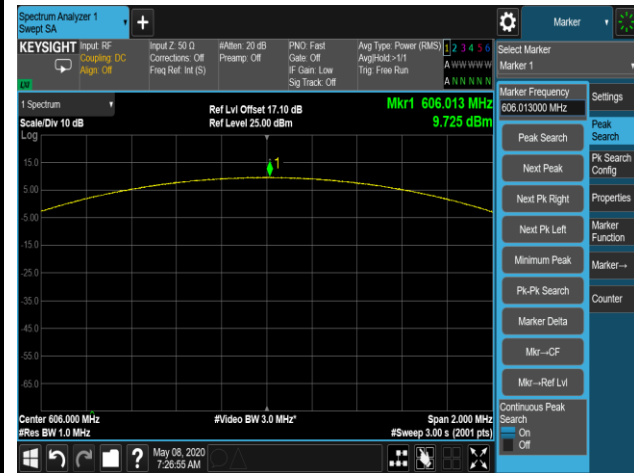 Spectrum Analyzer 1
Swept SA
+
Marker
KEYSIGHT
Input: RF
Coupling: DC
Align: Off
Input Z: 50 Ω
Corrections: Off
Freq Ref: Int (S)
#Atten: 20 dB
Preamp: Off
PNO: Fast
Gate: Off
IF Gain: Low
Sig Track: Off
Avg Type: Power (RMS)
Avg|Hold:>1/1
Trig: Free Run
1 2 3 4 5 6
A W W W W W
A N N N N N
Select Marker
Marker 1
1 Spectrum
Scale/Div 10 dB
Log
Ref Lvl Offset 17.10 dB
Ref Level 25.00 dBm
Mkr1 606.013 MHz
9.725 dBm
1
15.0
5.00
-5.00
-15.0
-25.0
-35.0
-45.0
-55.0
-65.0
Center 606.000 MHz
#Res BW 1.0 MHz
#Video BW 3.0 MHz*
Span 2.000 MHz
#Sweep 3.00 s (2001 pts)
Marker Frequency
606.013000 MHz
Peak Search
Next Peak
Next Pk Right
Next Pk Left
Minimum Peak
Pk-Pk Search
Marker Delta
Mkr→CF
Mkr→Ref Lvl
Continuous Peak
Search
On
Off
Settings
Peak
Search
Pk Search
Config
Properties
Marker
Function
Marker→
Counter
?
May 08, 2020
7:26:55 AM